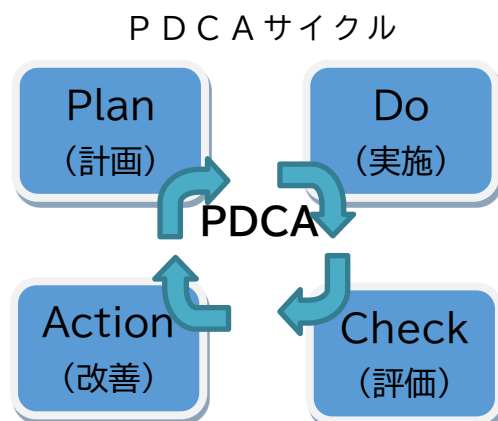 ＰＤＣＡサイクル
Plan
（計画）
Do
（実施）
PDCA
Action
（改善）
Check
（評価）